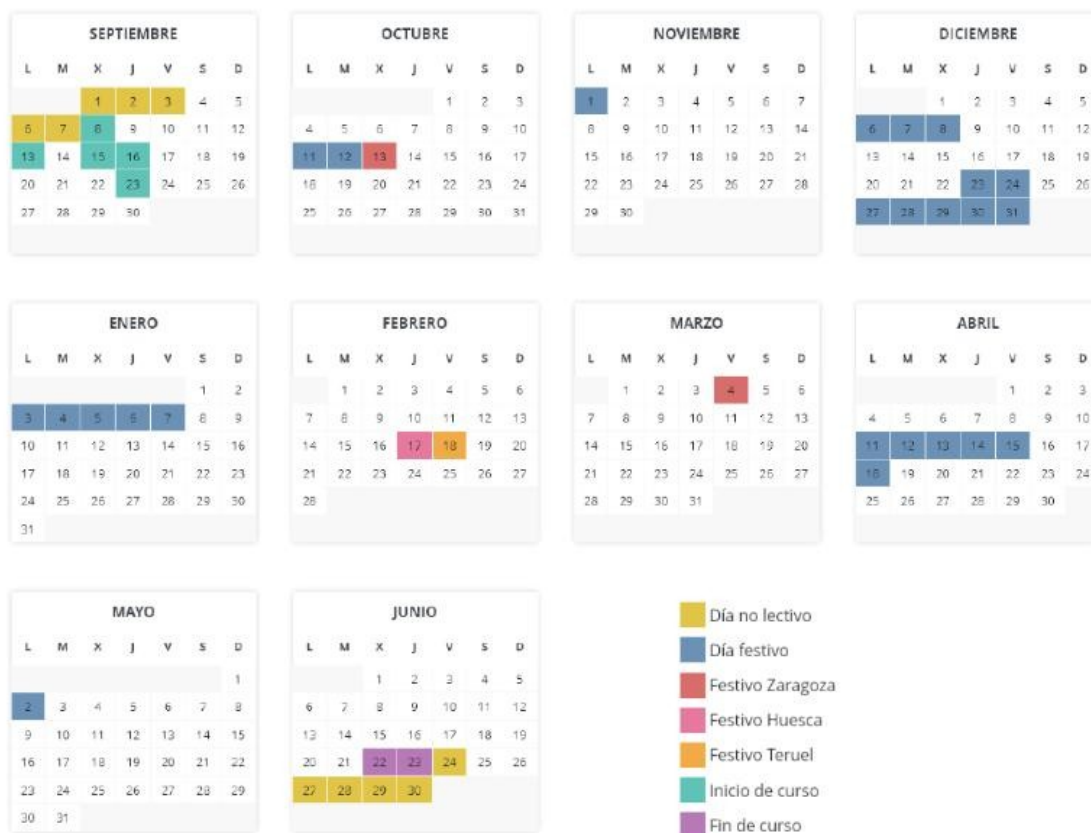 SEPTIEMBRE
L M X J V S D
1 2 3 4 5
6 7 8 9 10 11 12
13 14 15 16 17 18 19
20 21 22 23 24 25 26
27 28 29 30
OCTUBRE
L M X J V S D
1 2 3
4 5 6 7 8 9 10
11 12 13 14 15 16 17
18 19 20 21 22 23 24
25 26 27 28 29 30 31
NOVIEMBRE
L M X J V S D
1 2 3 4 5 6 7
8 9 10 11 12 13 14
15 16 17 18 19 20 21
22 23 24 25 26 27 28
29 30
DICIEMBRE
L M X J V S D
1 2 3 4 5
6 7 8 9 10 11 12
13 14 15 16 17 18 19
20 21 22 23 24 25 26
27 28 29 30 31
ENERO
L M X J V S D
1 2
3 4 5 6 7 8 9
10 11 12 13 14 15 16
17 18 19 20 21 22 23
24 25 26 27 28 29 30
31
FEBRERO
L M X J V S D
1 2 3 4 5 6
7 8 9 10 11 12 13
14 15 16 17 18 19 20
21 22 23 24 25 26 27
28
MARZO
L M X J V S D
1 2 3 4 5 6
7 8 9 10 11 12 13
14 15 16 17 18 19 20
21 22 23 24 25 26 27
28 29 30 31
ABRIL
L M X J V S D
1 2 3
4 5 6 7 8 9 10
11 12 13 14 15 16 17
18 19 20 21 22 23 24
25 26 27 28 29 30
MAYO
L M X J V S D
1
2 3 4 5 6 7 8
9 10 11 12 13 14 15
16 17 18 19 20 21 22
23 24 25 26 27 28 29
30 31
JUNIO
L M X J V S D
1 2 3 4 5
6 7 8 9 10 11 12
13 14 15 16 17 18 19
20 21 22 23 24 25 26
27 28 29 30
Día no lectivo
Día festivo
Festivo Zaragoza
Festivo Huesca
Festivo Teruel
Inicio de curso
Fin de curso